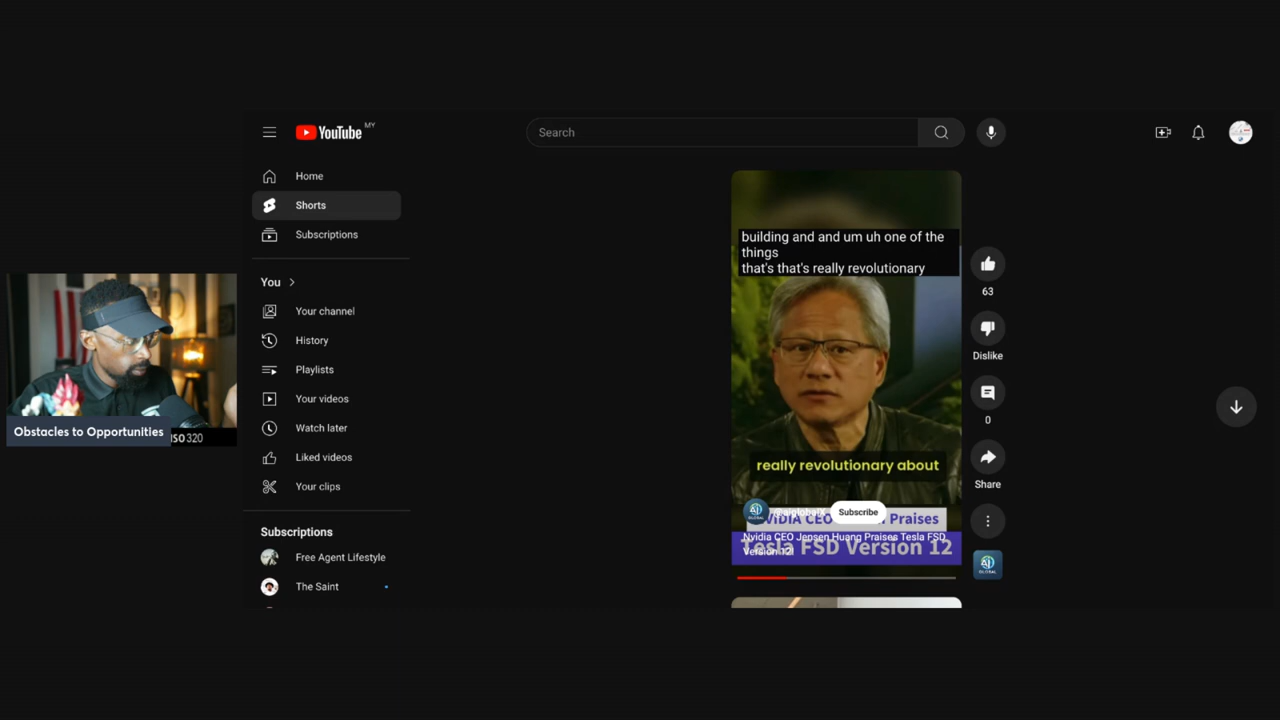 YouTube
MY
Search
Home
Shorts
Subscriptions
You
Your channel
History
Playlists
Your videos
Watch later
Liked videos
Your clips
Subscriptions
Free Agent Lifestyle
The Saint
Obstacles to Opportunities
ISO 320
building and and um uh one of the
things
that's that's really revolutionary
really revolutionary about
Subscribe
Praises
Tesla FSD Version 12
Nvidia CEO Jensen Huang Praises Tesla FSD
Version 12!
63
Dislike
0
Share